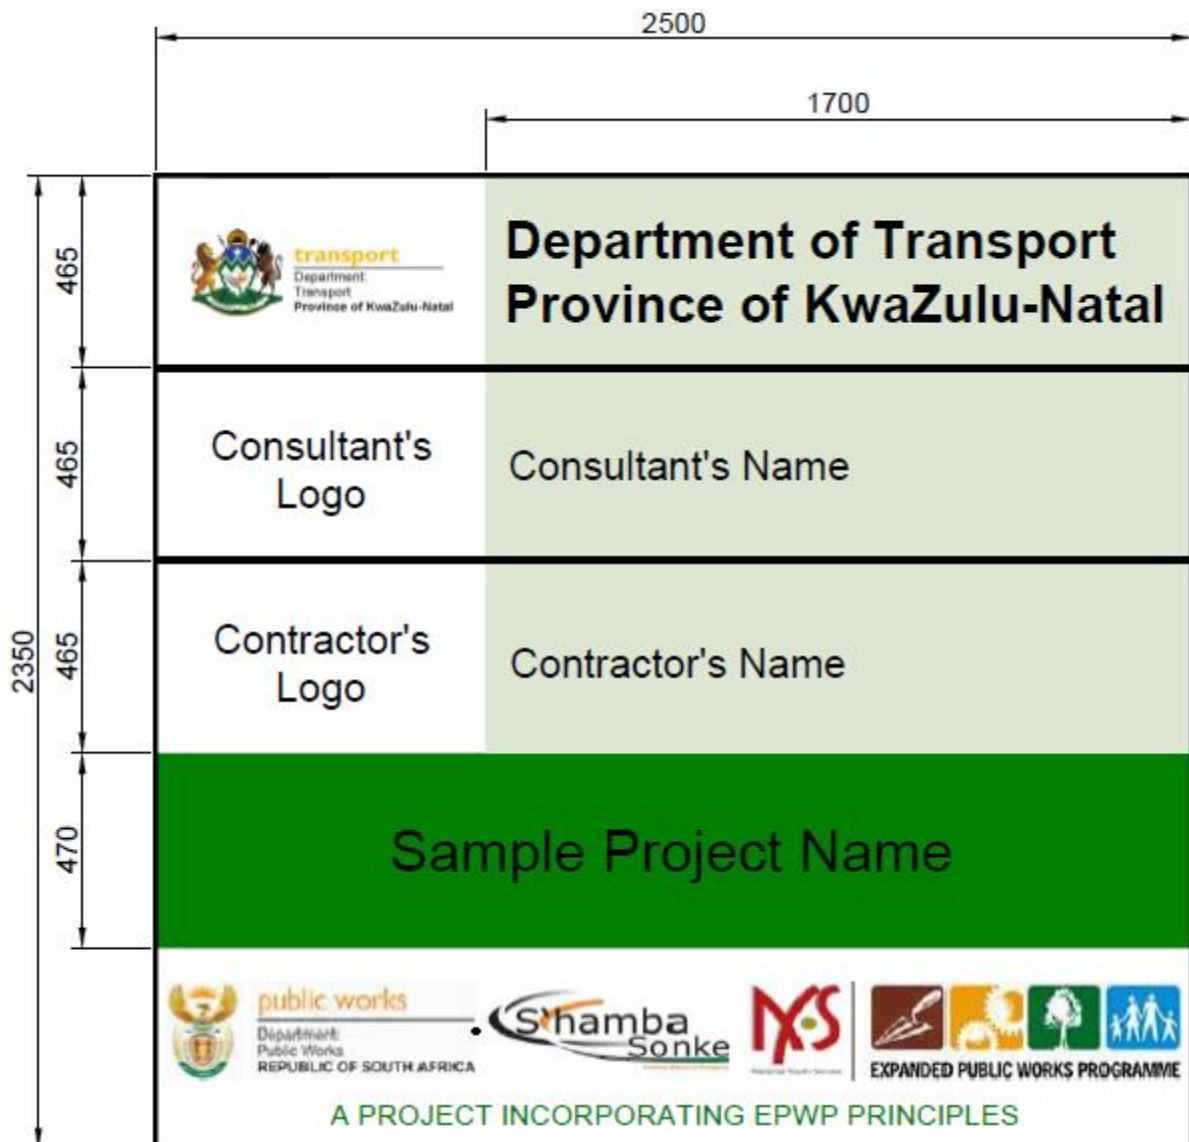 2500
1700
465
transport
Department:
Transport
Province of KwaZulu-Natal
Department of Transport
Province of KwaZulu-Natal
465
Consultant's
Logo
Consultant's Name
2350
465
Contractor's
Logo
Contractor's Name
470
Sample Project Name
public works
Department:
Public Works
REPUBLIC OF SOUTH AFRICA
S'hamba
Sonke
NYS
EXPANDED PUBLIC WORKS PROGRAMME
A PROJECT INCORPORATING EPWP PRINCIPLES